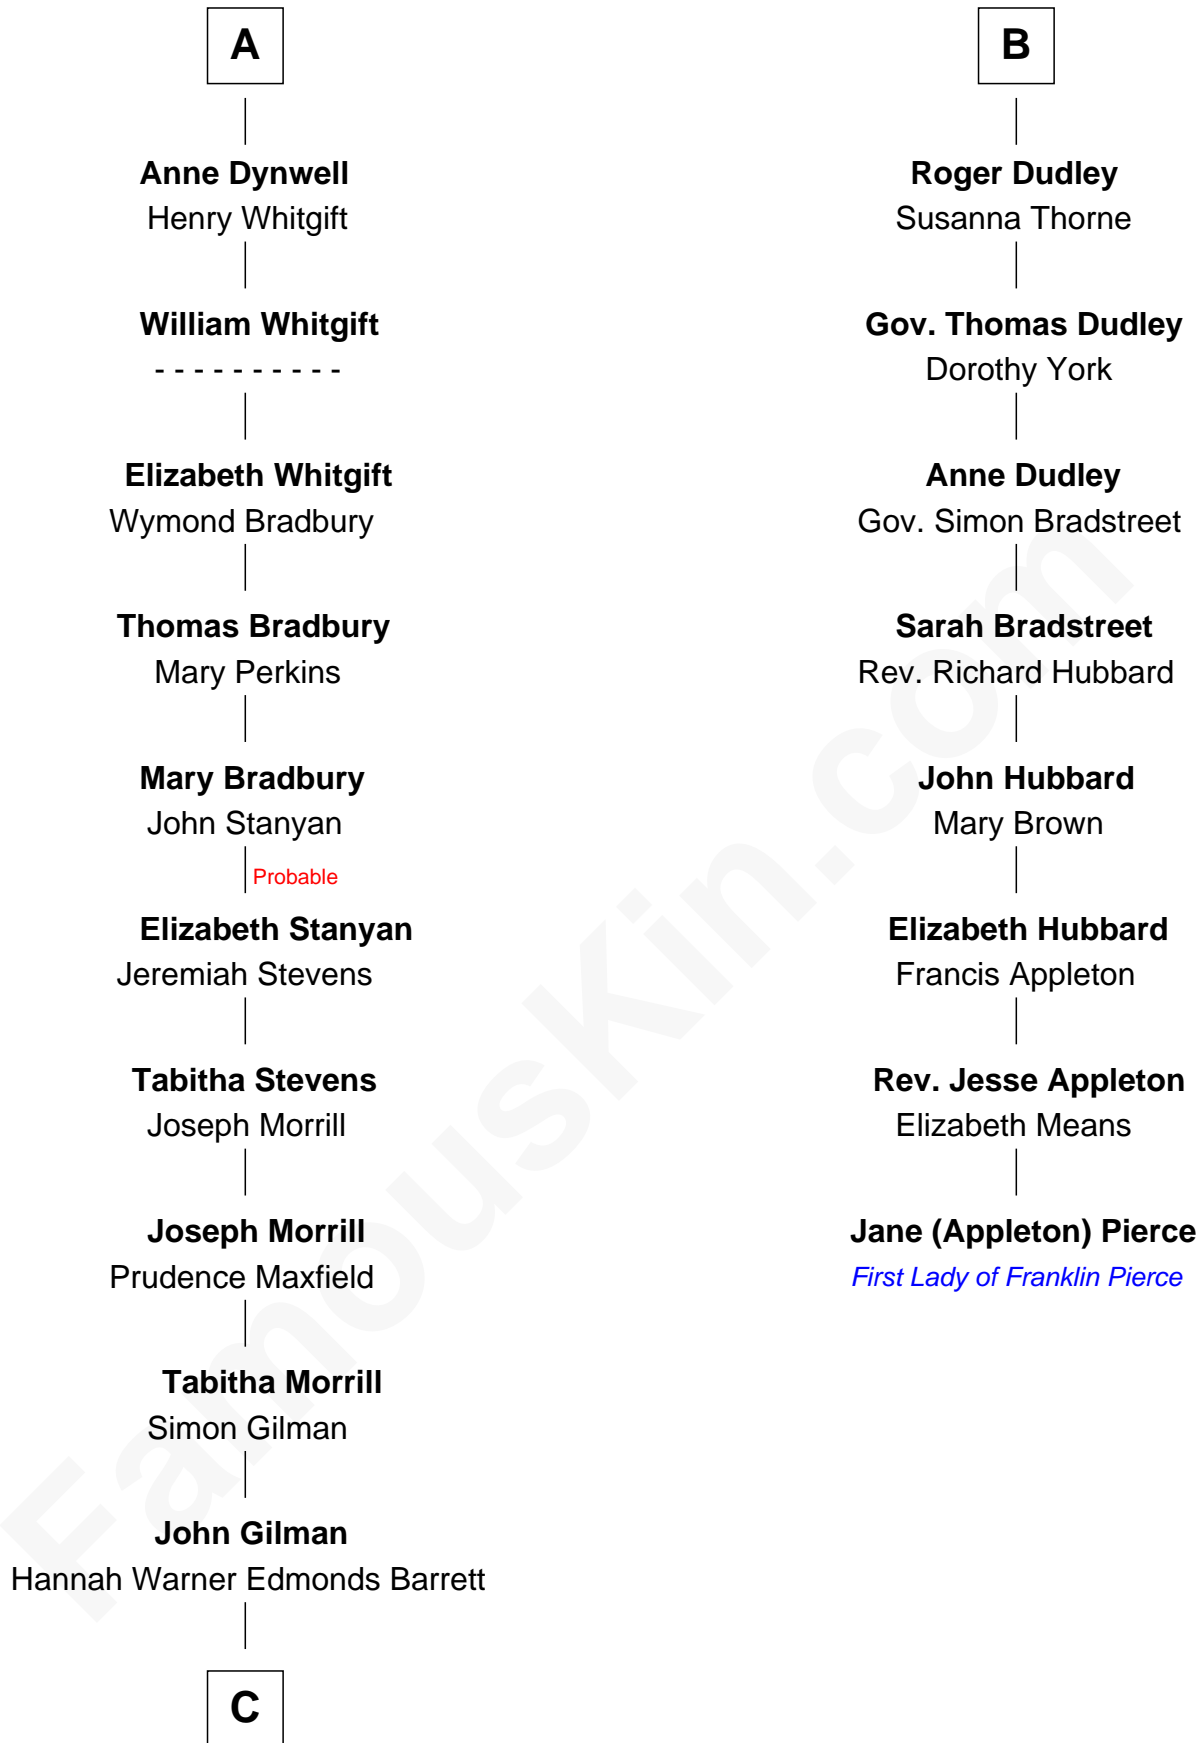 A
Anne Dynwell
Henry Whitgift
William Whitgift
- - - - - - - - - -
Elizabeth Whitgift
Wymond Bradbury
Thomas Bradbury
Mary Perkins
Mary Bradbury
John Stanyan
Probable
Elizabeth Stanyan
Jeremiah Stevens
Tabitha Stevens
Joseph Morrill
Joseph Morrill
Prudence Maxfield
Tabitha Morrill
Simon Gilman
John Gilman
Hannah Warner Edmonds Barrett
C
B
Roger Dudley
Susanna Thorne
Gov. Thomas Dudley
Dorothy York
Anne Dudley
Gov. Simon Bradstreet
Sarah Bradstreet
Rev. Richard Hubbard
John Hubbard
Mary Brown
Elizabeth Hubbard
Francis Appleton
Rev. Jesse Appleton
Elizabeth Means
Jane (Appleton) Pierce
First Lady of Franklin Pierce
FamousKin.com